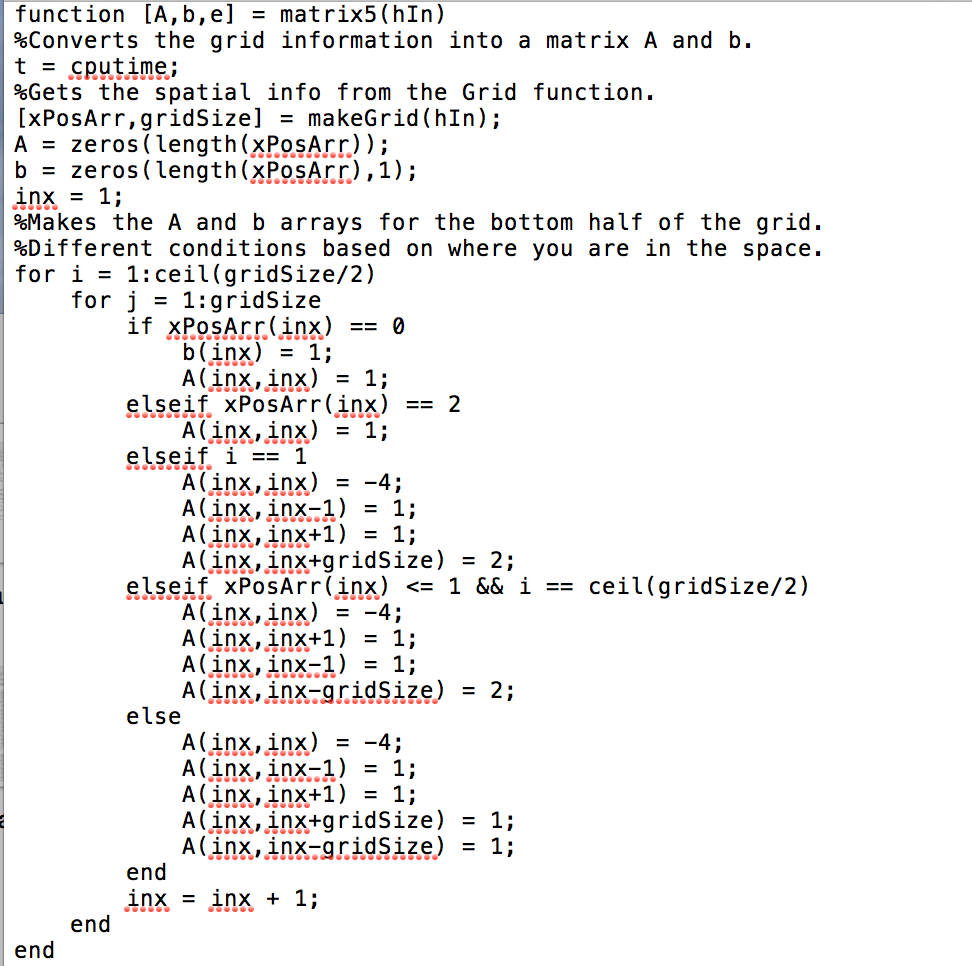 function [A,b,e] = matrix5(hIn)
%Converts the grid information into a matrix A and b.
t = cputime;
%Gets the spatial info from the Grid function.
[xPosArr,gridSize] = makeGrid(hIn);
A = zeros(length(xPosArr));
b = zeros(length(xPosArr),1);
inx = 1;
%Makes the A and b arrays for the bottom half of the grid.
%Different conditions based on where you are in the space.
for i = 1:ceil(gridSize/2)
    for j = 1:gridSize
        if xPosArr(inx) == 0
            b(inx) = 1;
            A(inx,inx) = 1;
        elseif xPosArr(inx) == 2
            A(inx,inx) = 1;
        elseif i == 1
            A(inx,inx) = -4;
            A(inx,inx-1) = 1;
            A(inx,inx+1) = 1;
            A(inx,inx+gridSize) = 2;
        elseif xPosArr(inx) <= 1 && i == ceil(gridSize/2)
            A(inx,inx) = -4;
            A(inx,inx+1) = 1;
            A(inx,inx-1) = 1;
            A(inx,inx-gridSize) = 2;
        else
            A(inx,inx) = -4;
            A(inx,inx-1) = 1;
            A(inx,inx+1) = 1;
            A(inx,inx+gridSize) = 1;
            A(inx,inx-gridSize) = 1;
        end
        inx = inx + 1;
    end
end